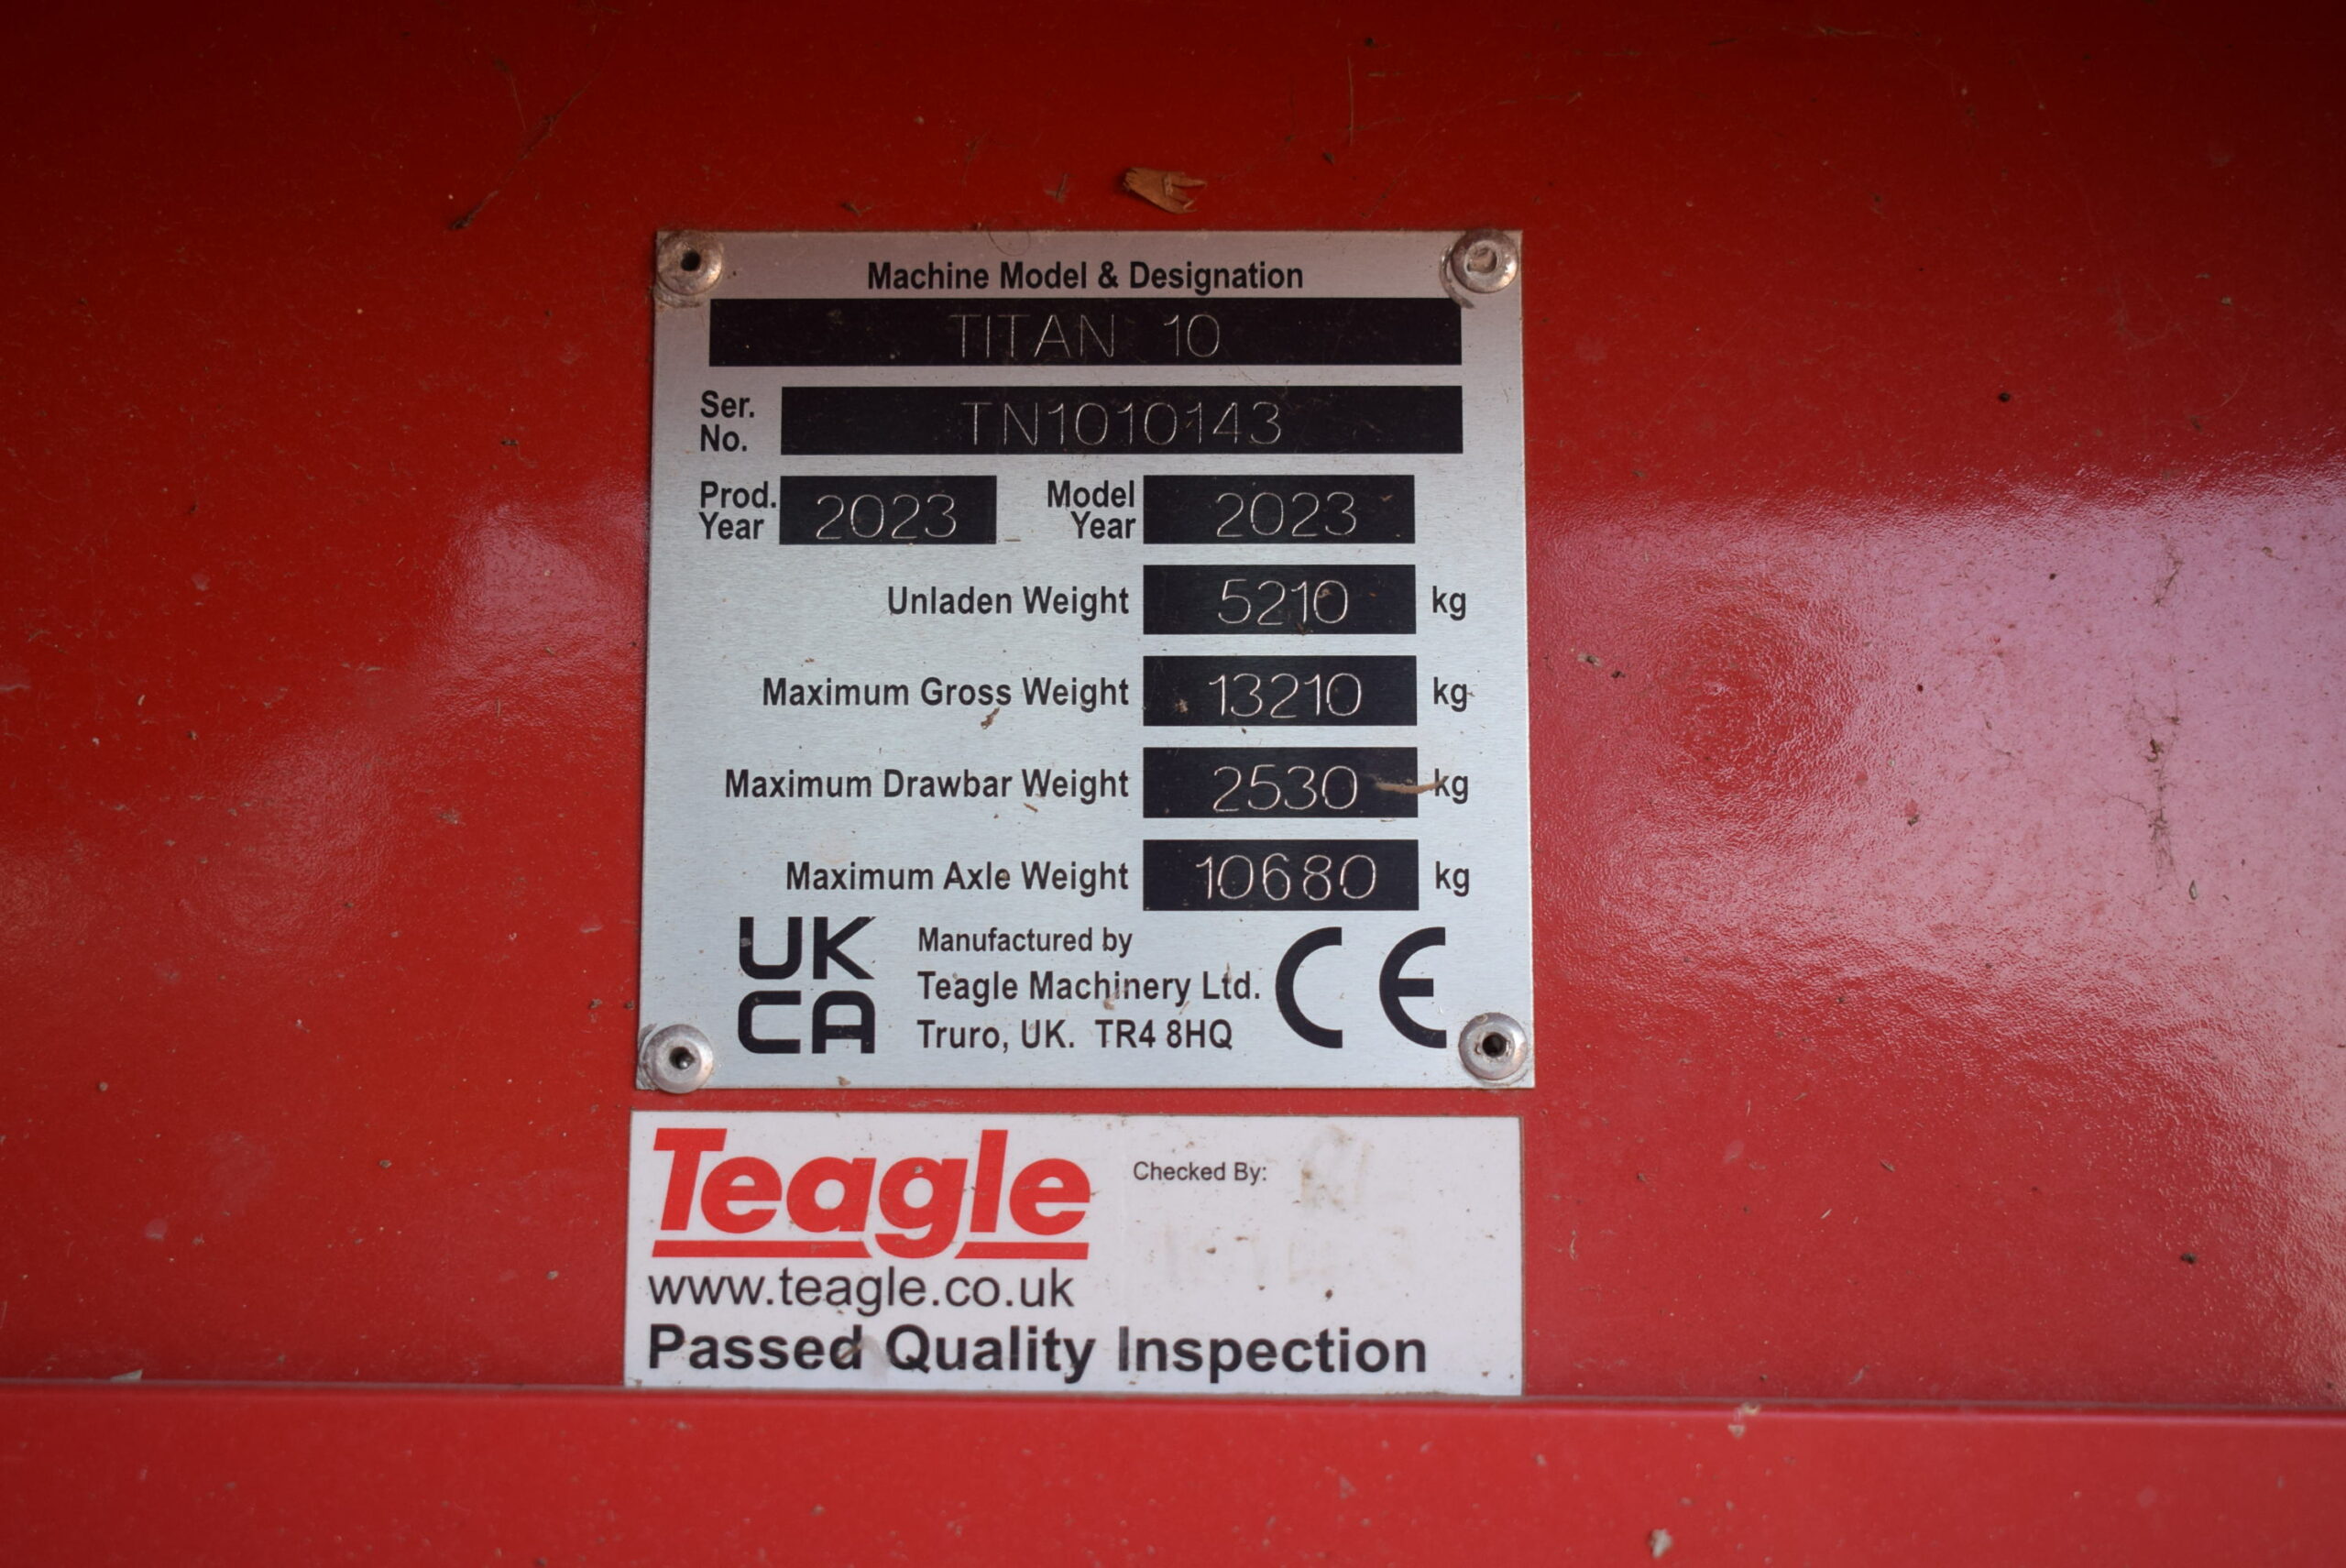 Machine Model & Designation
TITAN 10
Ser. No. TN1010143
Prod. Year 2023 Model Year 2023
Unladen Weight 5210 kg
Maximum Gross Weight 13210 kg
Maximum Drawbar Weight 2530 kg
Maximum Axle Weight 10680 kg
UK
CA
Manufactured by
Teagle Machinery Ltd.
Truro, UK. TR4 8HQ
CE
Teagle
Checked By:
www.teagle.co.uk
Passed Quality Inspection